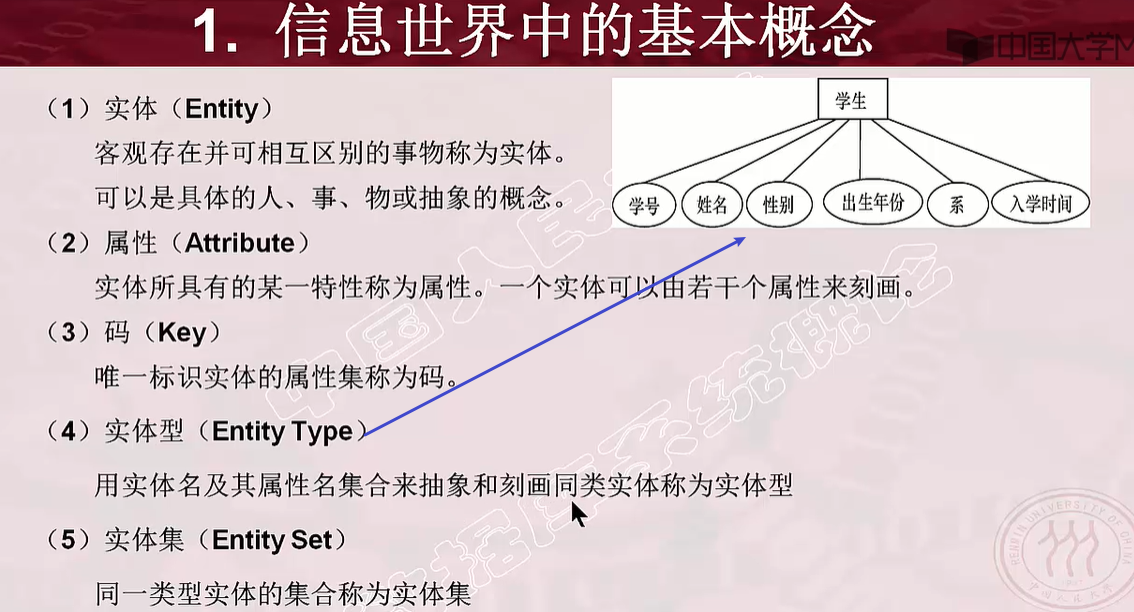 1. 信息世界中的基本概念
中国大学M
（1）实体（Entity）
客观存在并可相互区别的事物称为实体。
可以是具体的人、事、物或抽象的概念。
（2）属性（Attribute）
实体所具有的某一特性称为属性。一个实体可以由若干个属性来刻画。
（3）码（Key）
唯一标识实体的属性集称为码。
（4）实体型（Entity Type）
用实体名及其属性名集合来抽象和刻画同类实体称为实体型
（5）实体集（Entity Set）
同一类型实体的集合称为实体集
学生
学号 姓名 性别 出生年份 系 入学时间
RENMIN UNIVERSITY OF CHINA
中国人民大学